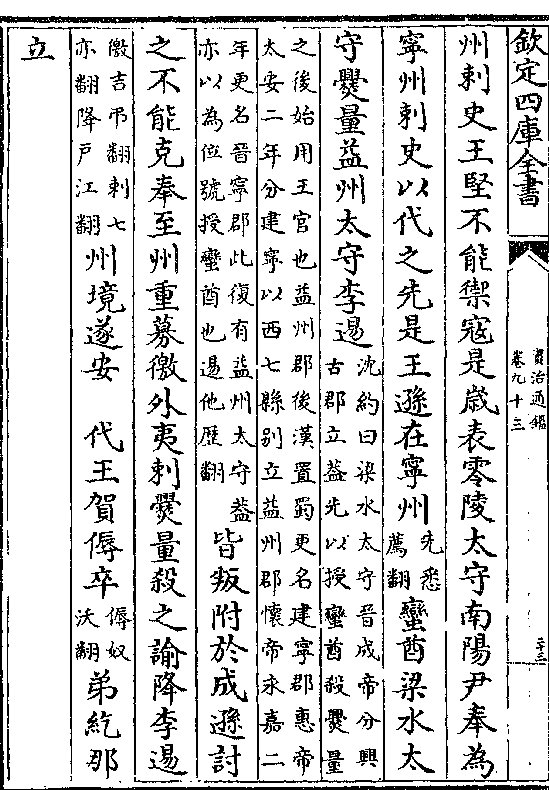 欽定四庫全書
資治通鑑
卷九十三
二十三
州刺史王堅不能禦寇是歲表零陵太守南陽尹奉為
寧州刺史以代之先是王遜在寧州
先悉
薦翻
蠻酋梁水太
守爨量益州太守李逷
沈約曰梁水太守晉成帝分興
古郡立葢先以授蠻酋殺爨量
之後始用王官也益州郡後漢置蜀更名建寧郡惠帝
太安二年分建寧以西七縣别立益州郡懷帝永嘉二
年更名晉寧郡此復有益州太守葢
亦以為位號授蠻酋也逷他歴翻
皆叛附於成遜討
之不能克奉至州重募徼外夷刺爨量殺之諭降李逷
徼吉弔翻刺七
亦翻降戶江翻
州境遂安　代王賀傉卒
傉奴
沃翻
弟紇那
立